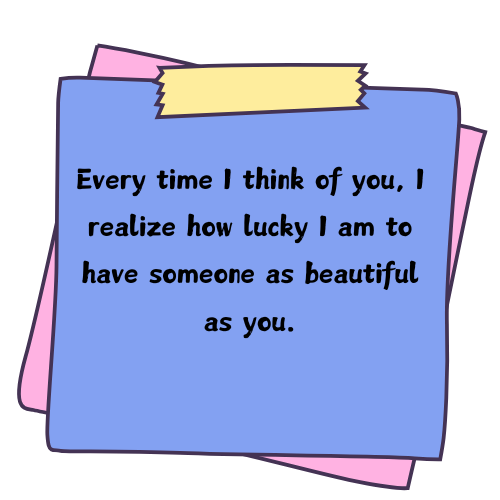 Every time I think of you, I
realize how lucky I am to
have someone as beautiful
as you.